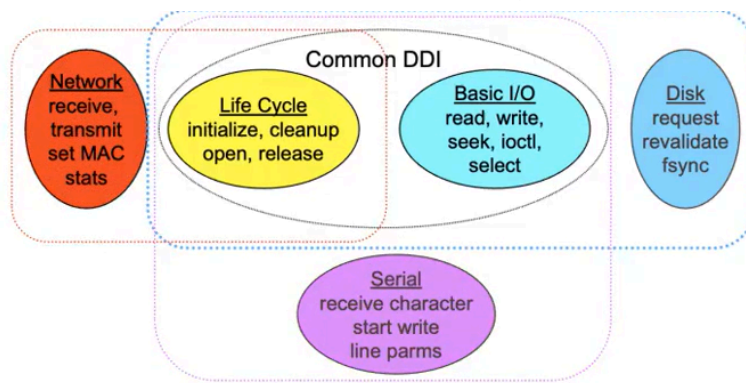 Common DDI
Network
receive,
transmit
set MAC
stats
Life Cycle
initialize, cleanup
open, release
Basic I/O
read, write,
seek, ioctl,
select
Disk
request
revalidate
fsync
Serial
receive character
start write
line parms